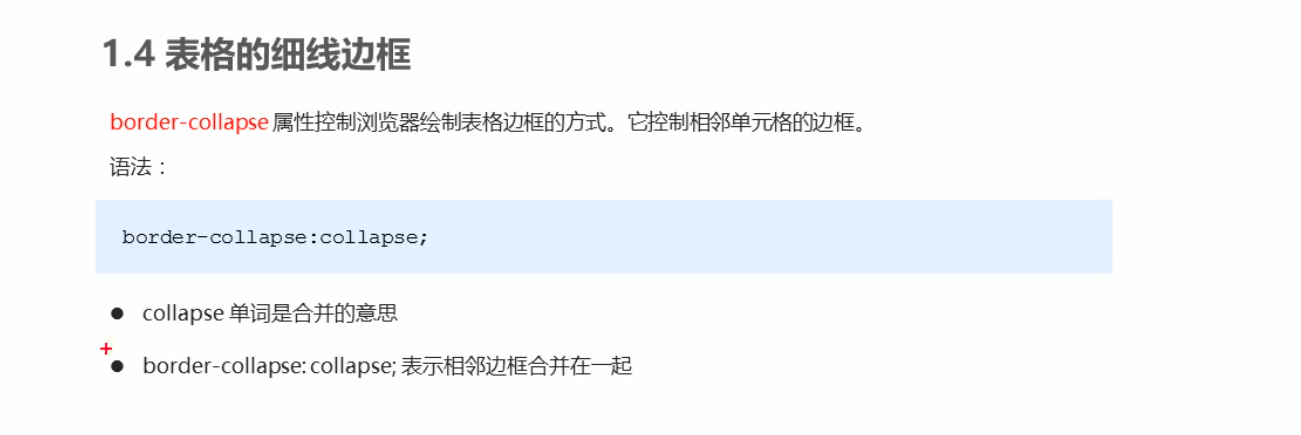 1.4 表格的细线边框
border-collapse 属性控制浏览器绘制表格边框的方式。它控制相邻单元格的边框。
语法：
border-collapse:collapse;
● collapse 单词是合并的意思
● border-collapse: collapse; 表示相邻边框合并在一起